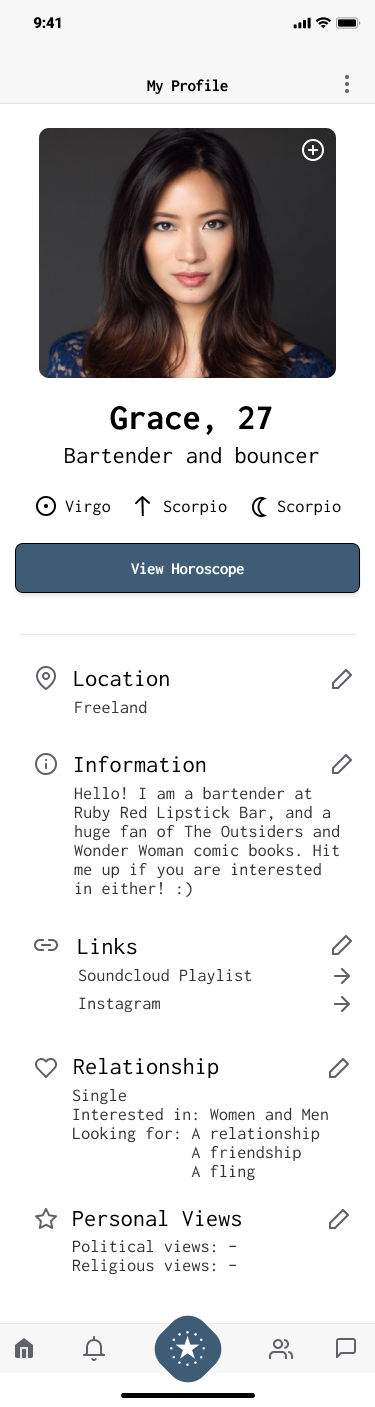 9:41
My Profile
Grace, 27
Bartender and bouncer
Virgo Scorpio Scorpio
View Horoscope
Location
Freeland
Information
Hello! I am a bartender at
Ruby Red Lipstick Bar, and a
huge fan of The Outsiders and
Wonder Woman comic books. Hit
me up if you are interested
in either! :)
Links
Soundcloud Playlist
Instagram
Relationship
Single
Interested in: Women and Men
Looking for: A relationship
A friendship
A fling
Personal Views
Political views: –
Religious views: –